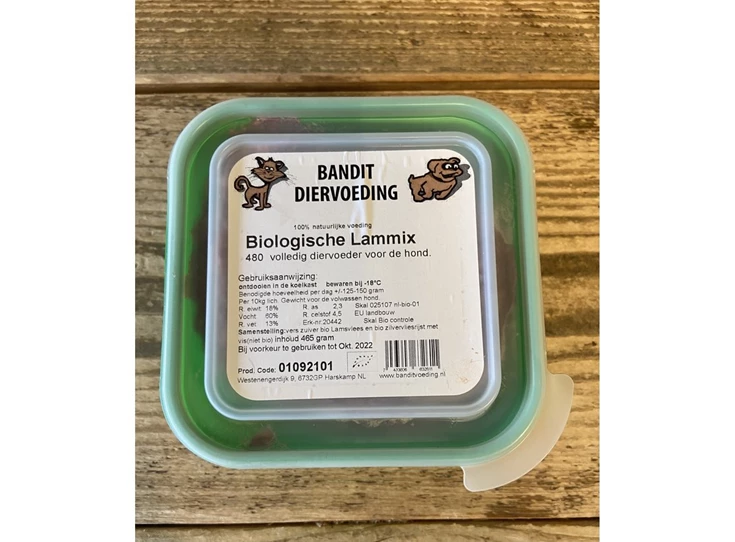 BANDIT
DIERVOEDING
100% natuurlijke voeding
Biologische Lammix
480 volledig diervoeder voor de hond.
Gebruiksaanwijzing:
ontdooien in de koelkast bewaren bij -18°C
Benodigde hoeveelheid per dag +/-125-150 gram
Per 10kg lich. Gewicht voor de volwassen hond.
R. eiwit 18% R. as 2,3 Skal 025107 nl-bio-01
Vocht 60% R. celstof 4,5 EU landbouw
R. vet 13% Erk-nr.20442 Skal Bio controle
Samenstelling:vers zuiver bio Lamsvlees en bio zilvervliesrijst met
vis(niet bio) inhoud 465 gram
Bij voorkeur te gebruiken tot Okt. 2022
Prod. Code: 01092101
Westenengerdijk 9, 6732GP Harskamp NL www.banditvoeding.nl